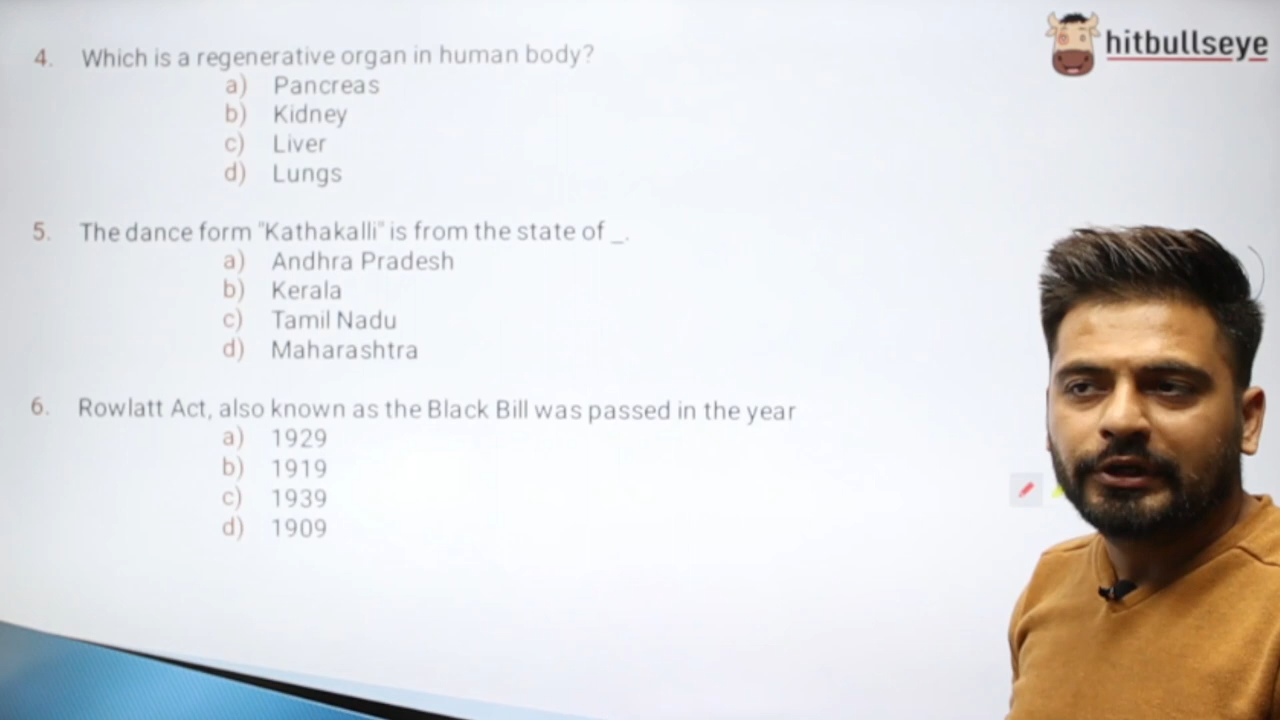 hitbullseye
4. Which is a regenerative organ in human body?
a) Pancreas
b) Kidney
c) Liver
d) Lungs
5. The dance form "Kathakalli" is from the state of _.
a) Andhra Pradesh
b) Kerala
c) Tamil Nadu
d) Maharashtra
6. Rowlatt Act, also known as the Black Bill was passed in the year
a) 1929
b) 1919
c) 1939
d) 1909